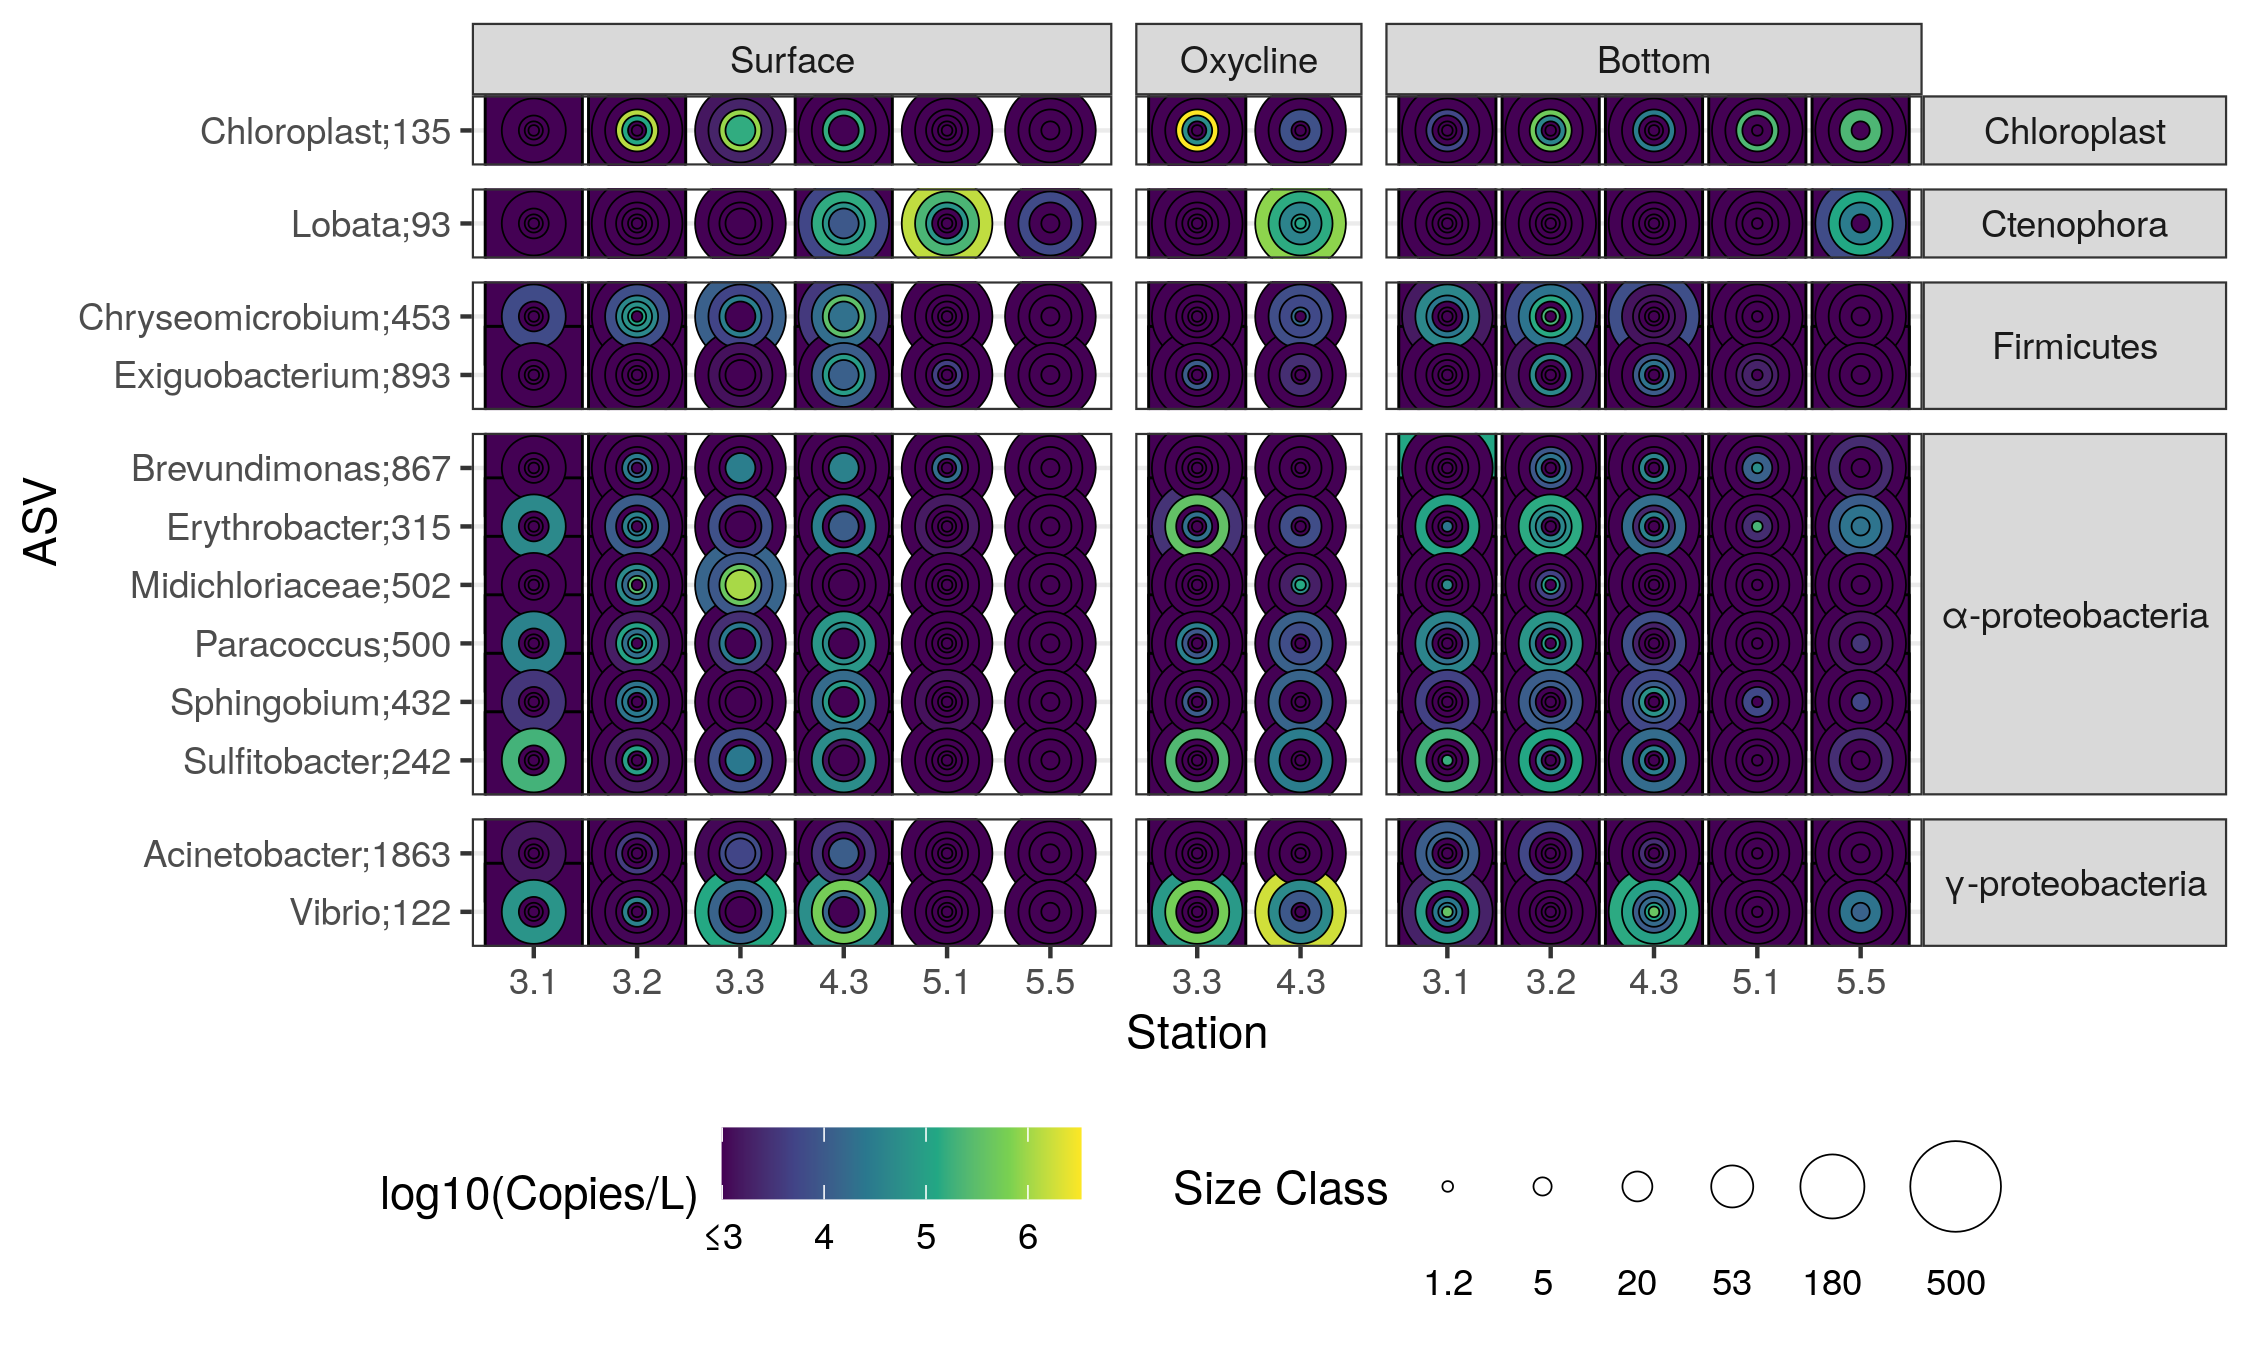 Surface Oxycline Bottom
Chloroplast;135 Chloroplast
Lobata;93 Ctenophora
Chryseomicrobium;453
Firmicutes
Exiguobacterium;893
Brevundimonas;867
Erythrobacter;315
Midichloriaceae;502
α-proteobacteria
Paracoccus;500
Sphingobium;432
Sulfitobacter;242
Acinetobacter;1863
γ-proteobacteria
Vibrio;122
ASV
3.1 3.2 3.3 4.3 5.1 5.5 3.3 4.3 3.1 3.2 4.3 5.1 5.5
Station
log10(Copies/L)
≤3 4 5 6
Size Class
1.2 5 20 53 180 500